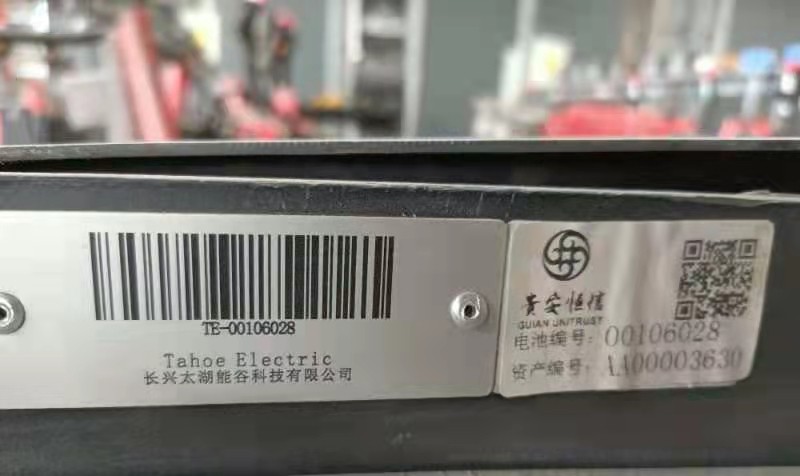 TE-00106028
Tahoe Electric
长兴太湖能谷科技有限公司
贵安恒信
GUIAN UNITRUST
电池编号: 00106028
资产编号: AA00003630